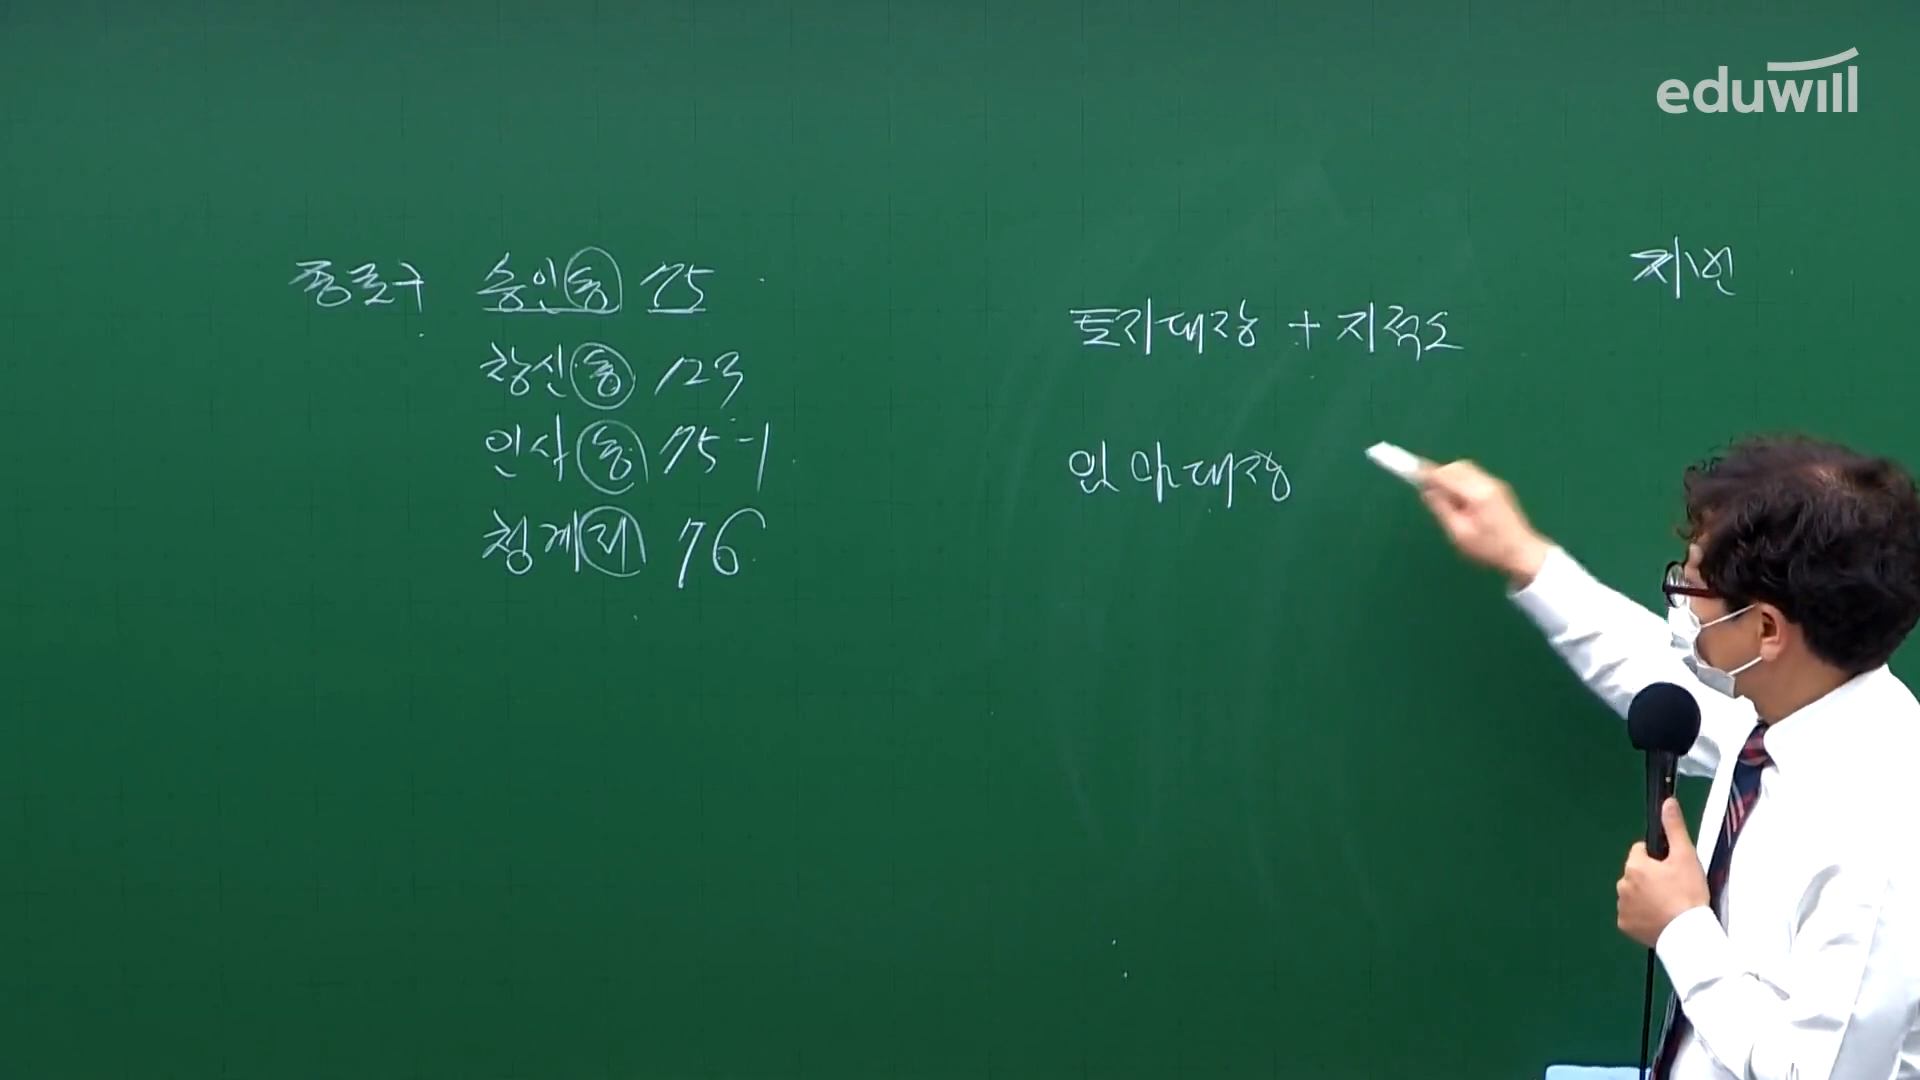 eduwill
종로구 숭인동 75
창신동 123
인사동 75-1
청계리 76
토지대장 + 지적도
임야대장
지번